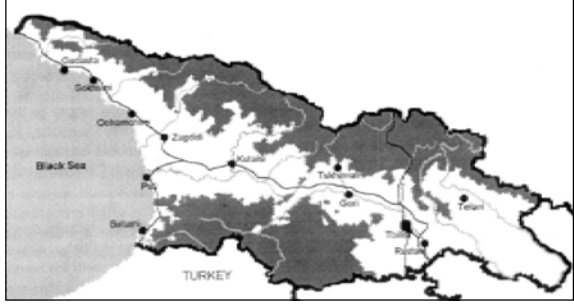 Gudauta
Sokhumi
Ochamchire
Zugdidi
Black Sea
Kutaisi
Tskhinvali
Poti
Gori
Telavi
Batumi
Tbilisi
Rustavi
TURKEY